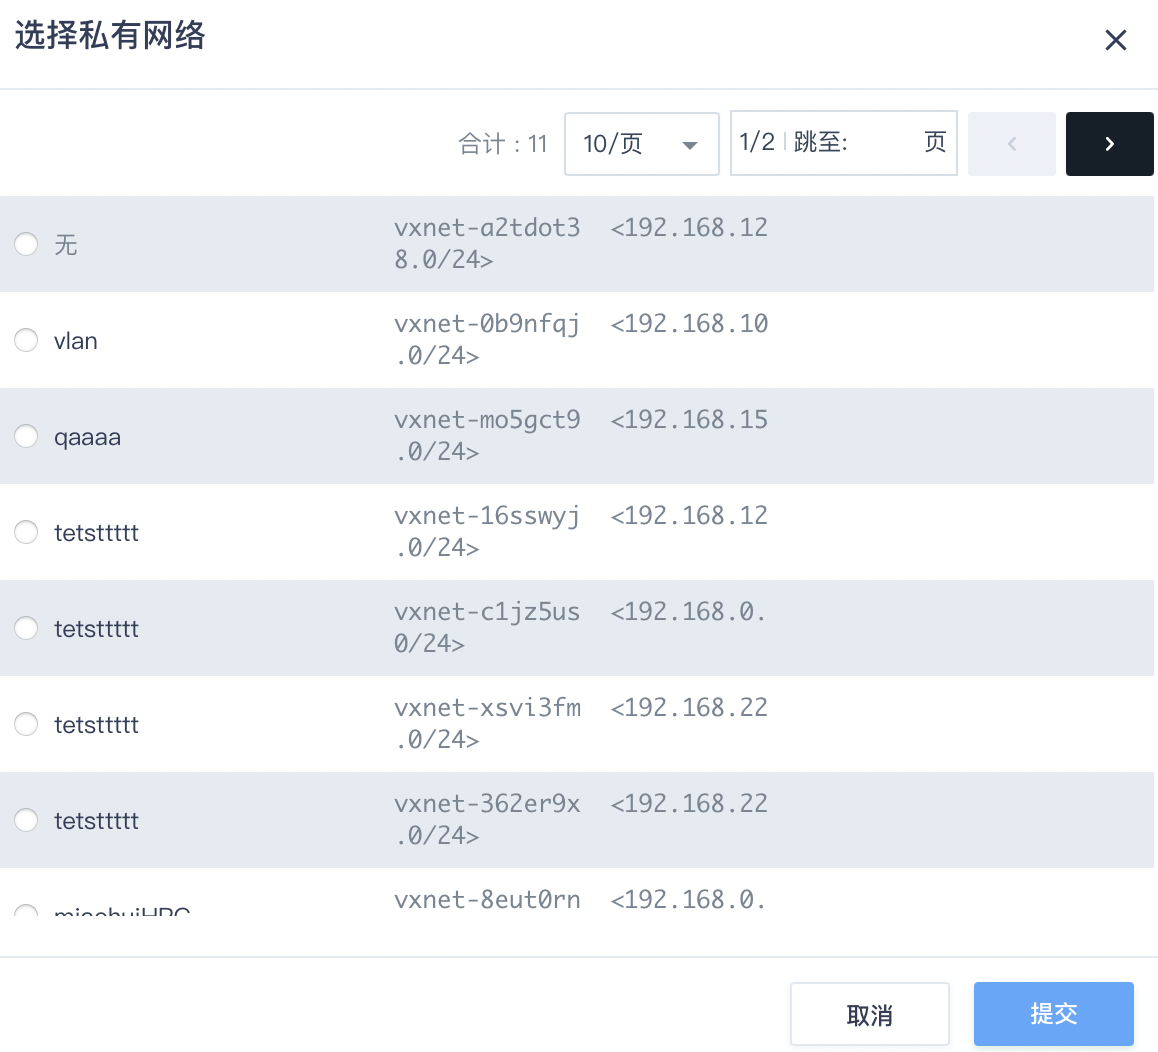 选择私有网络
合计：11 10/页 1/2 跳至: 页
无 vxnet-a2tdot3 <192.168.12
8.0/24>
vlan vxnet-0b9nfqj <192.168.10
.0/24>
qaaaa vxnet-mo5gct9 <192.168.15
.0/24>
tetsttttt vxnet-16sswyj <192.168.12
.0/24>
tetsttttt vxnet-c1jz5us <192.168.0.
0/24>
tetsttttt vxnet-xsvi3fm <192.168.22
.0/24>
tetsttttt vxnet-362er9x <192.168.22
.0/24>
vxnet-8eut0rn <192.168.0.
取消 提交